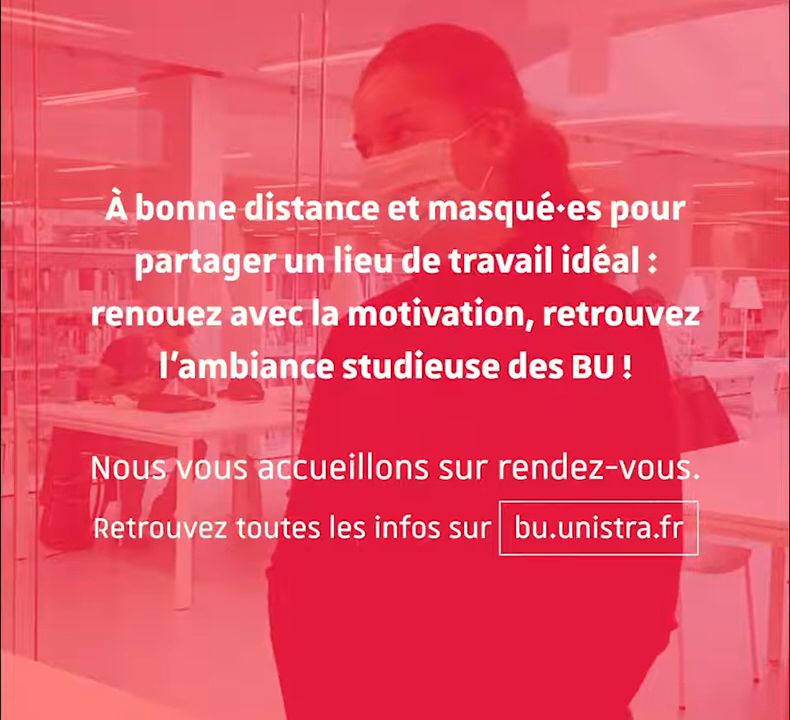 À bonne distance et masqué·es pour
partager un lieu de travail idéal :
renouez avec la motivation, retrouvez
l’ambiance studieuse des BU !
Nous vous accueillons sur rendez-vous.
Retrouvez toutes les infos sur bu.unistra.fr